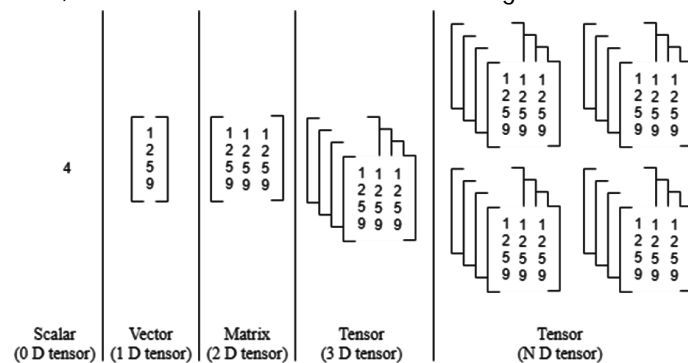 4
1
2
5
9
1 1 1
2 2 2
5 5 5
9 9 9
1 1 1
2 2 2
5 5 5
9 9 9
1 1 1
2 2 2
5 5 5
9 9 9
1 1 1
2 2 2
5 5 5
9 9 9
1 1 1
2 2 2
5 5 5
9 9 9
1 1 1
2 2 2
5 5 5
9 9 9
Scalar
(0 D tensor)
Vector
(1 D tensor)
Matrix
(2 D tensor)
Tensor
(3 D tensor)
Tensor
(N D tensor)